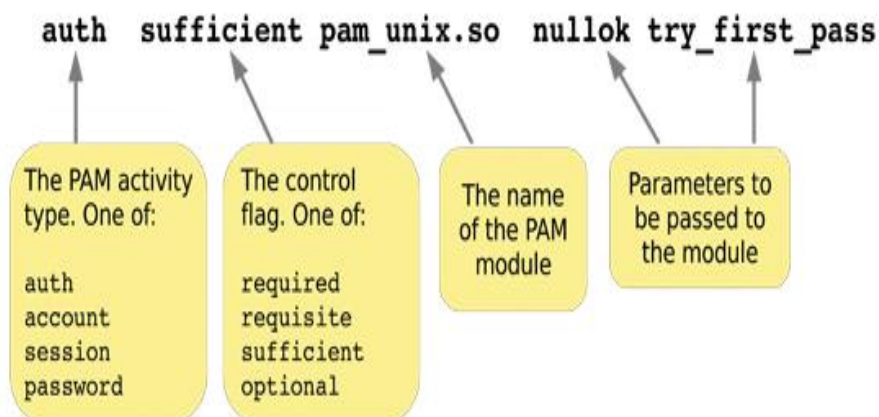 auth sufficient pam_unix.so nullok try_first_pass
The PAM activity
type. One of:
auth
account
session
password
The control
flag. One of:
required
requisite
sufficient
optional
The name
of the PAM
module
Parameters to
be passed to
the module